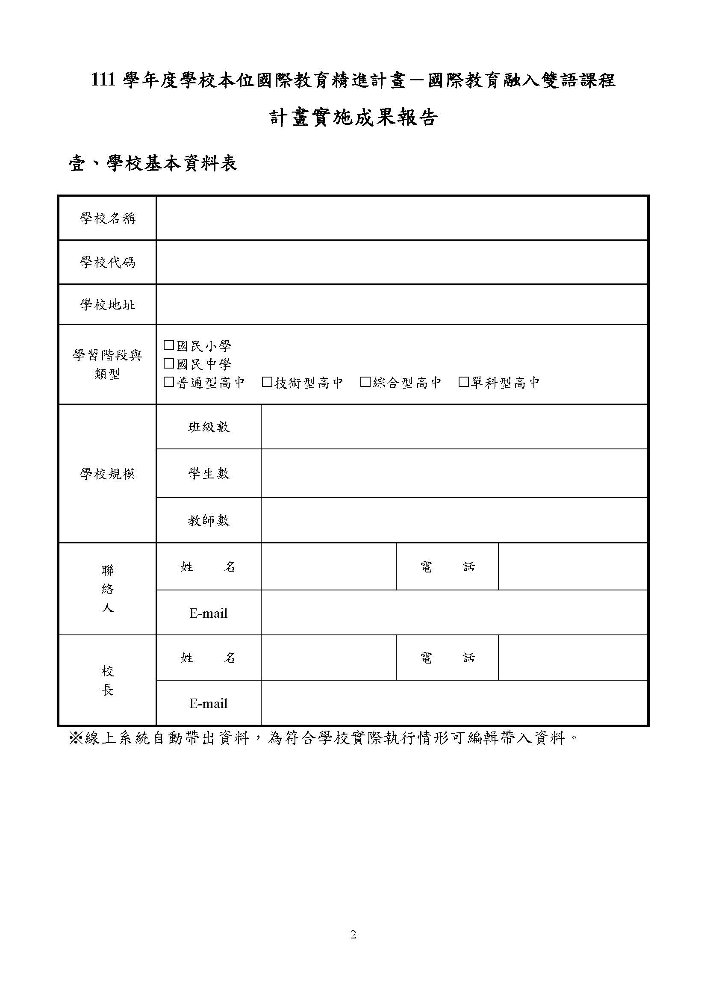 111 學年度學校本位國際教育精進計畫－國際教育融入雙語課程
計畫實施成果報告
壹、學校基本資料表
學校名稱
學校代碼
學校地址
學習階段與
類型
□國民小學
□國民中學
□普通型高中 □技術型高中 □綜合型高中 □單科型高中
學校規模
班級數
學生數
教師數
聯
絡
人
姓 名
電 話
E-mail
校
長
姓 名
電 話
E-mail
※線上系統自動帶出資料，為符合學校實際執行情形可編輯帶入資料。
2